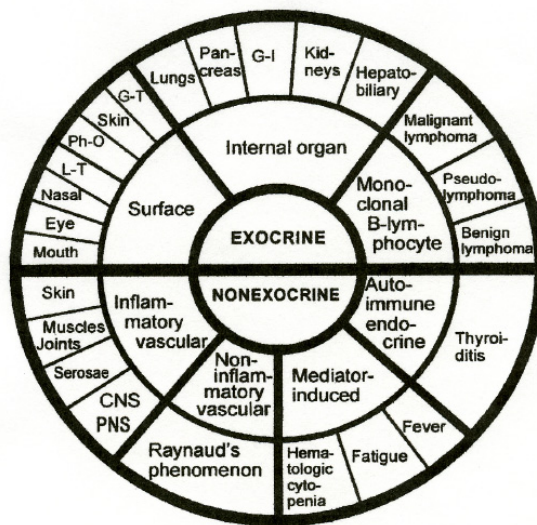 Lungs
Pan-
creas
G-I
Kid-
neys
Hepato-
biliary
G-T
Skin
Ph-O
L-T
Nasal
Eye
Mouth
Surface
Internal organ
Mono-
clonal
B-lym-
phocyte
Malignant
lymphoma
Pseudo-
lymphoma
Benign
lymphoma
EXOCRINE
NONEXOCRINE
Skin
Muscles
Joints
Serosae
CNS
PNS
Inflam-
matory
vascular
Non-
inflam-
matory
vascular
Mediator-
induced
Auto-
immune
endo-
crine
Thyroi-
ditis
Raynaud's
phenomenon
Hema-
tologic
cyto-
penia
Fatigue
Fever